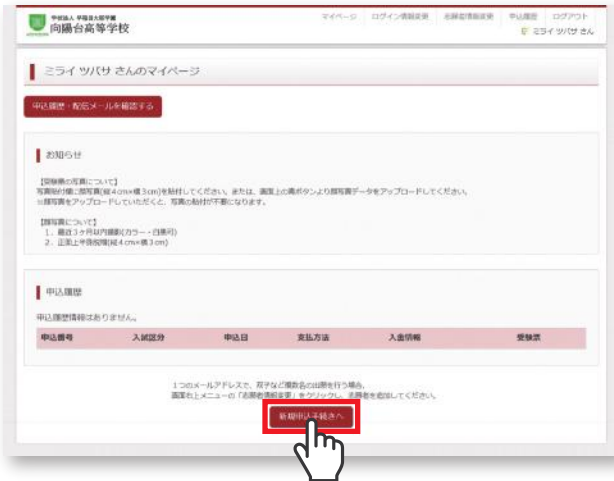 向陽台高等学校
マイページ ログイン情報変更 志願者情報変更 申込履歴 ログアウト
ミライ ツバサ さん
ミライ ツバサ さんのマイページ
申込履歴・配信メールを確認する
お知らせ
【受験票の写真について】
写真貼付欄に顔写真(縦4cm×横3cm)を貼付してください。または、画面上の青ボタンより顔写真データをアップロードしてください。
※顔写真をアップロードしていただくと、写真の貼付が不要になります。
【顔写真について】
1. 最近3ヶ月以内撮影(カラー・白黒可)
2. 正面上半身脱帽(縦4cm×横3cm)
申込履歴
申込履歴情報はありません。
申込番号 入試区分 申込日 支払方法 入金情報 受験票
1つのメールアドレスで、双子など複数名の出願を行う場合、
画面右上メニューの「志願者情報変更」をクリックし、志願者を追加してください。
新規申込手続きへ